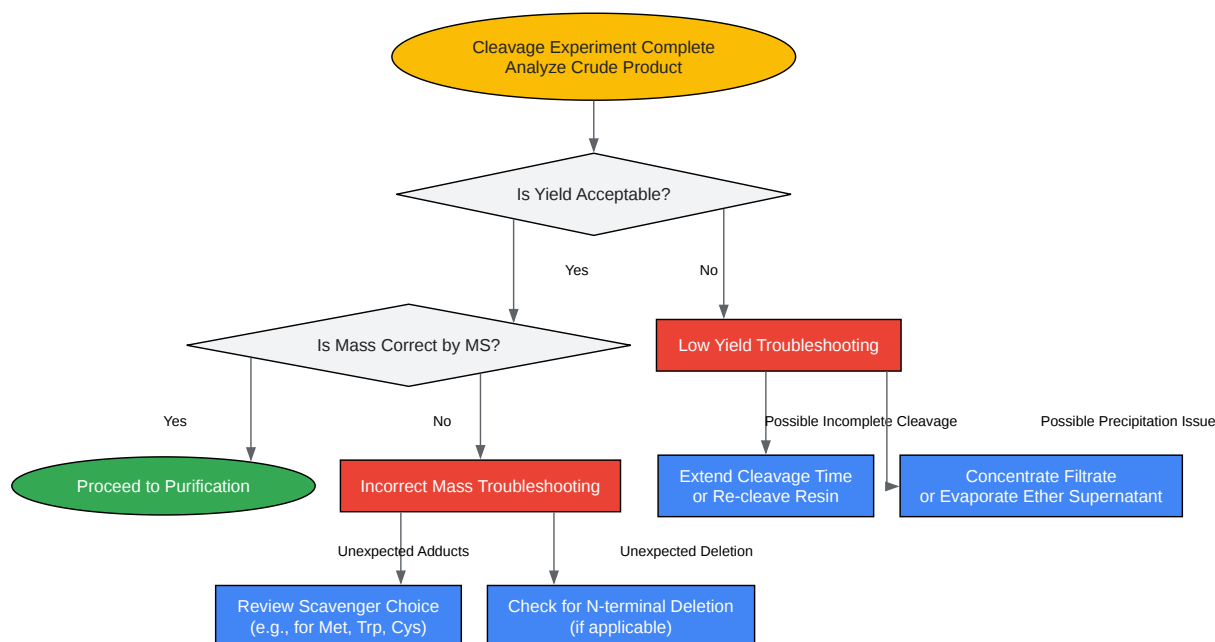 Cleavage Experiment Complete
Analyze Crude Product
Is Yield Acceptable?
Yes
No
Is Mass Correct by MS?
Low Yield Troubleshooting
Yes
No
Possible Incomplete Cleavage
Possible Precipitation Issue
Proceed to Purification
Incorrect Mass Troubleshooting
Extend Cleavage Time
or Re-cleave Resin
Concentrate Filtrate
or Evaporate Ether Supernatant
Unexpected Adducts
Unexpected Deletion
Review Scavenger Choice
(e.g., for Met, Trp, Cys)
Check for N-terminal Deletion
(if applicable)